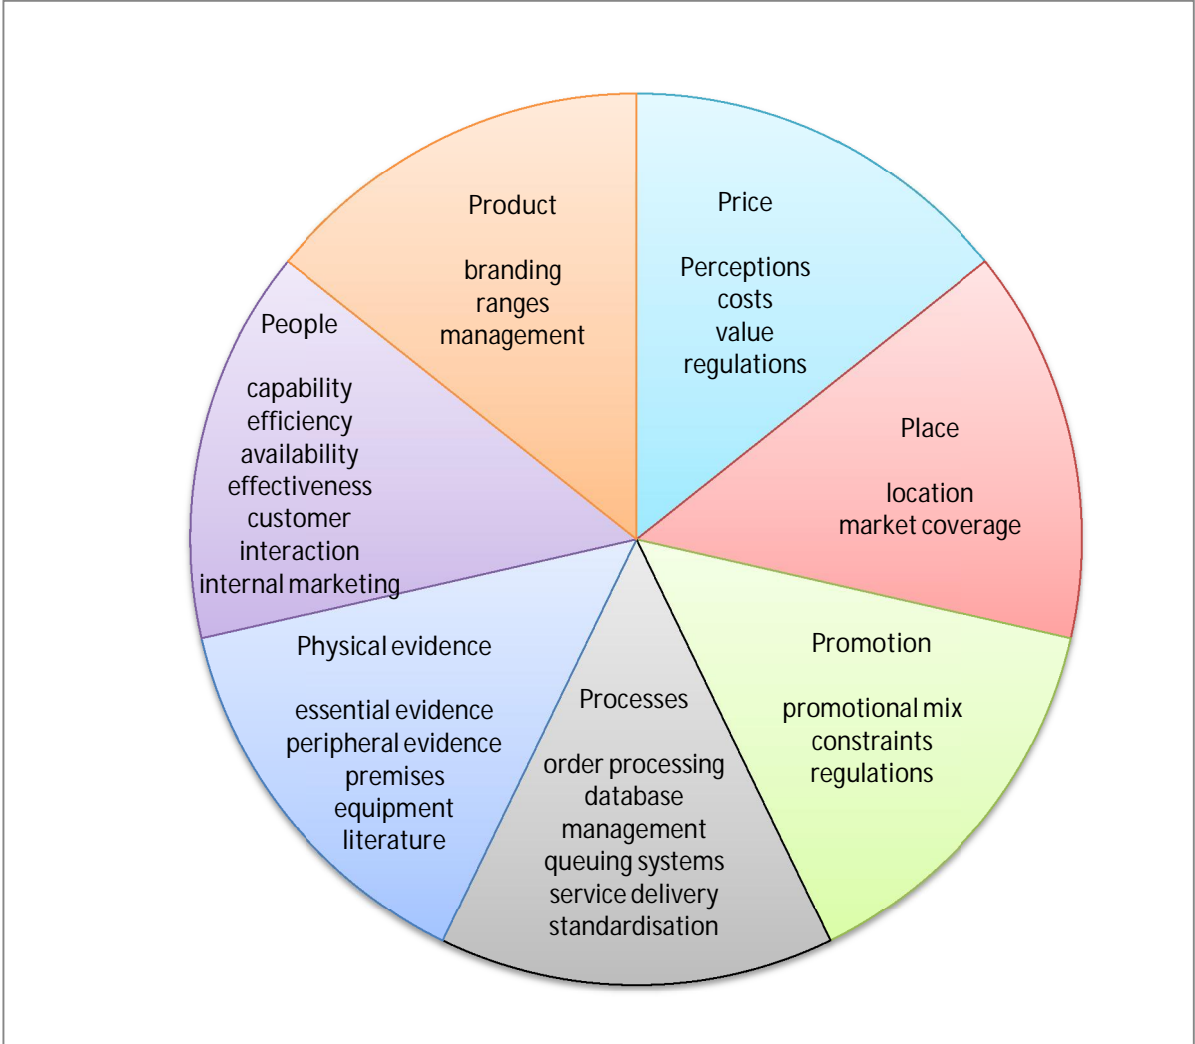 Product
branding
ranges
management
Price
Perceptions
costs
value
regulations
Place
location
market coverage
Promotion
promotional mix
constraints
regulations
Processes
order processing
database
management
queuing systems
service delivery
standardisation
Physical evidence
essential evidence
peripheral evidence
premises
equipment
literature
People
capability
efficiency
availability
effectiveness
customer
interaction
internal marketing